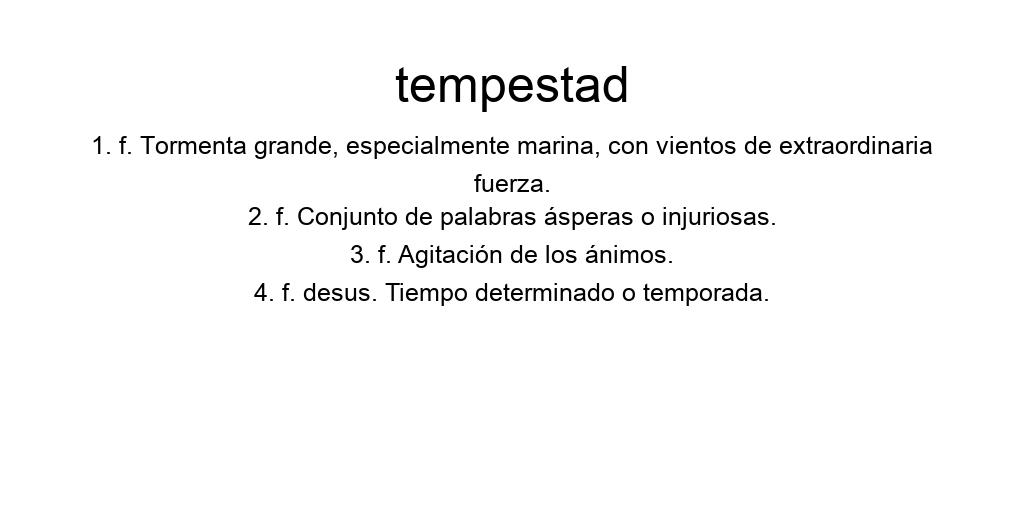 tempestad
1. f. Tormenta grande, especialmente marina, con vientos de extraordinaria
fuerza.
2. f. Conjunto de palabras ásperas o injuriosas.
3. f. Agitación de los ánimos.
4. f. desus. Tiempo determinado o temporada.